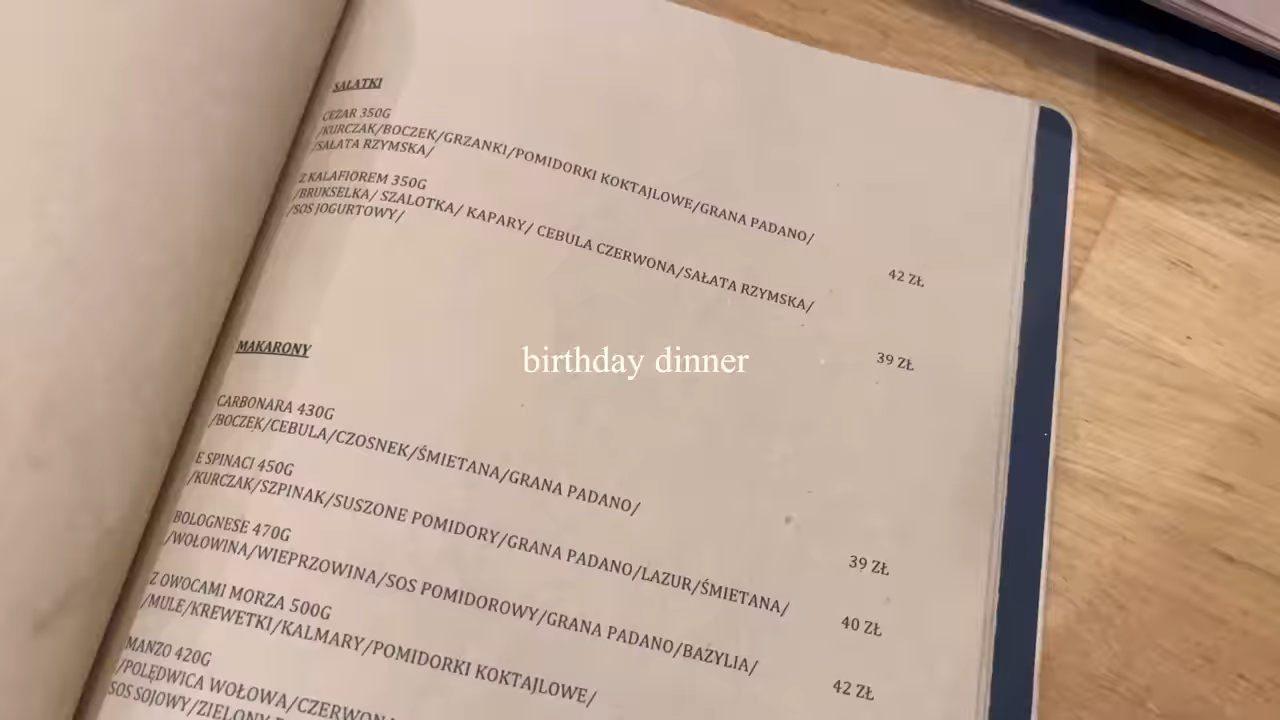 SAŁATKI
CEZAR 350G
/KURCZAK/BOCZEK/GRZANKI/POMIDORKI KOKTAJLOWE/GRANA PADANO/
/SAŁATA RZYMSKA/
42 ZŁ
Z KALAFIOREM 350G
/BRUKSELKA/ SZALOTKA/ KAPARY/ CEBULA CZERWONA/SAŁATA RZYMSKA/
/SOS JOGURTOWY/
39 ZŁ
birthday dinner
MAKARONY
CARBONARA 430G
/BOCZEK/CEBULA/CZOSNEK/ŚMIETANA/GRANA PADANO/
39 ZŁ
E SPINACI 450G
/KURCZAK/SZPINAK/SUSZONE POMIDORY/GRANA PADANO/LAZUR/ŚMIETANA/
40 ZŁ
BOLOGNESE 470G
/WOŁOWINA/WIEPRZOWINA/SOS POMIDOROWY/GRANA PADANO/BAZYLIA/
42 ZŁ
Z OWOCAMI MORZA 500G
/MULE/KREWETKI/KALMARY/POMIDORKI KOKTAJLOWE/
MANZO 420G
/POLĘDWICA WOŁOWA/CZERWON
SOS SOJOWY/ZIELONY